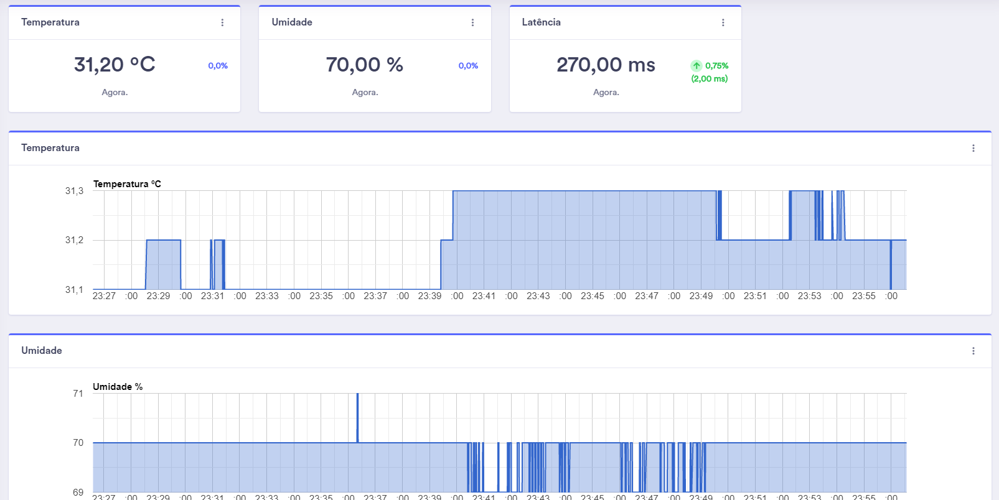 Temperatura
31,20 ºC
0,0%
Agora.
Umidade
70,00 %
0,0%
Agora.
Latência
270,00 ms
0,75%
(2,00 ms)
Agora.
Temperatura
Temperatura ºC
31,3
31,2
31,1
23:27 :00 23:29 :00 23:31 :00 23:33 :00 23:35 :00 23:37 :00 23:39 :00 23:41 :00 23:43 :00 23:45 :00 23:47 :00 23:49 :00 23:51 :00 23:53 :00 23:55 :00
Umidade
Umidade %
71
70
69
23:27 :00 23:29 :00 23:31 :00 23:33 :00 23:35 :00 23:37 :00 23:39 :00 23:41 :00 23:43 :00 23:45 :00 23:47 :00 23:49 :00 23:51 :00 23:53 :00 23:55 :00